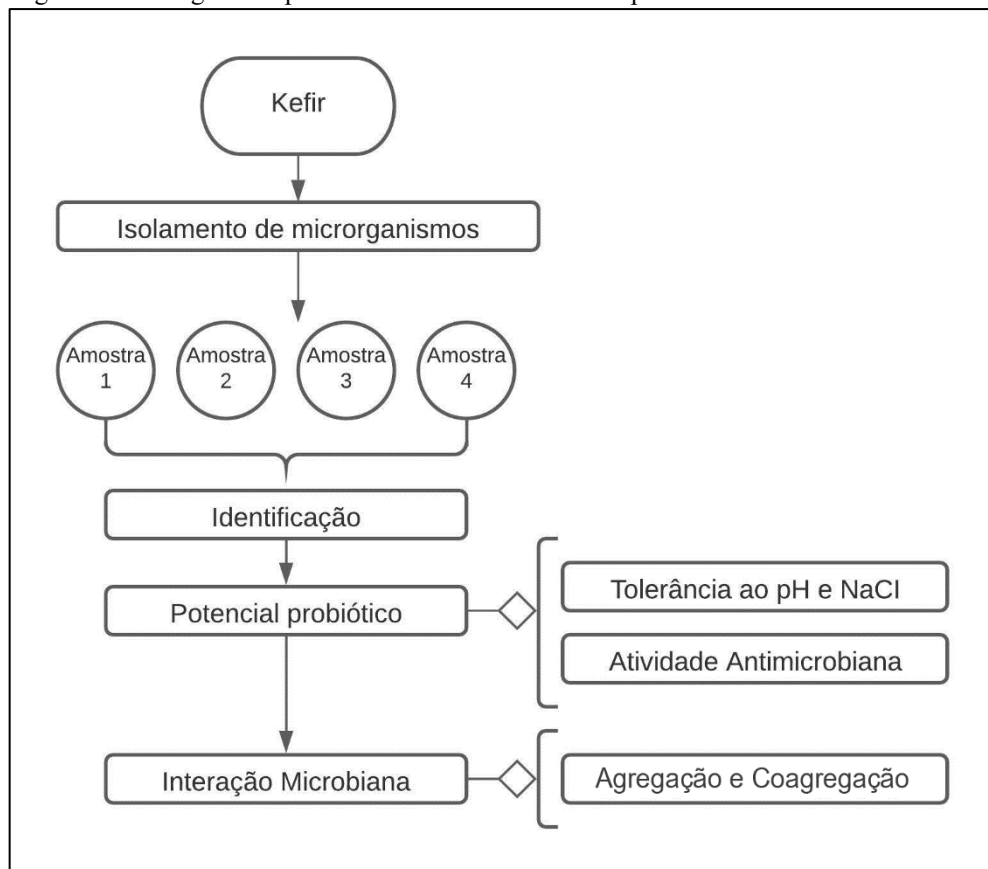 Kefir
Isolamento de microrganismos
Amostra
1
Amostra
2
Amostra
3
Amostra
4
Identificação
Potencial probiótico
Tolerância ao pH e NaCI
Atividade Antimicrobiana
Interação Microbiana
Agregação e Coagregação